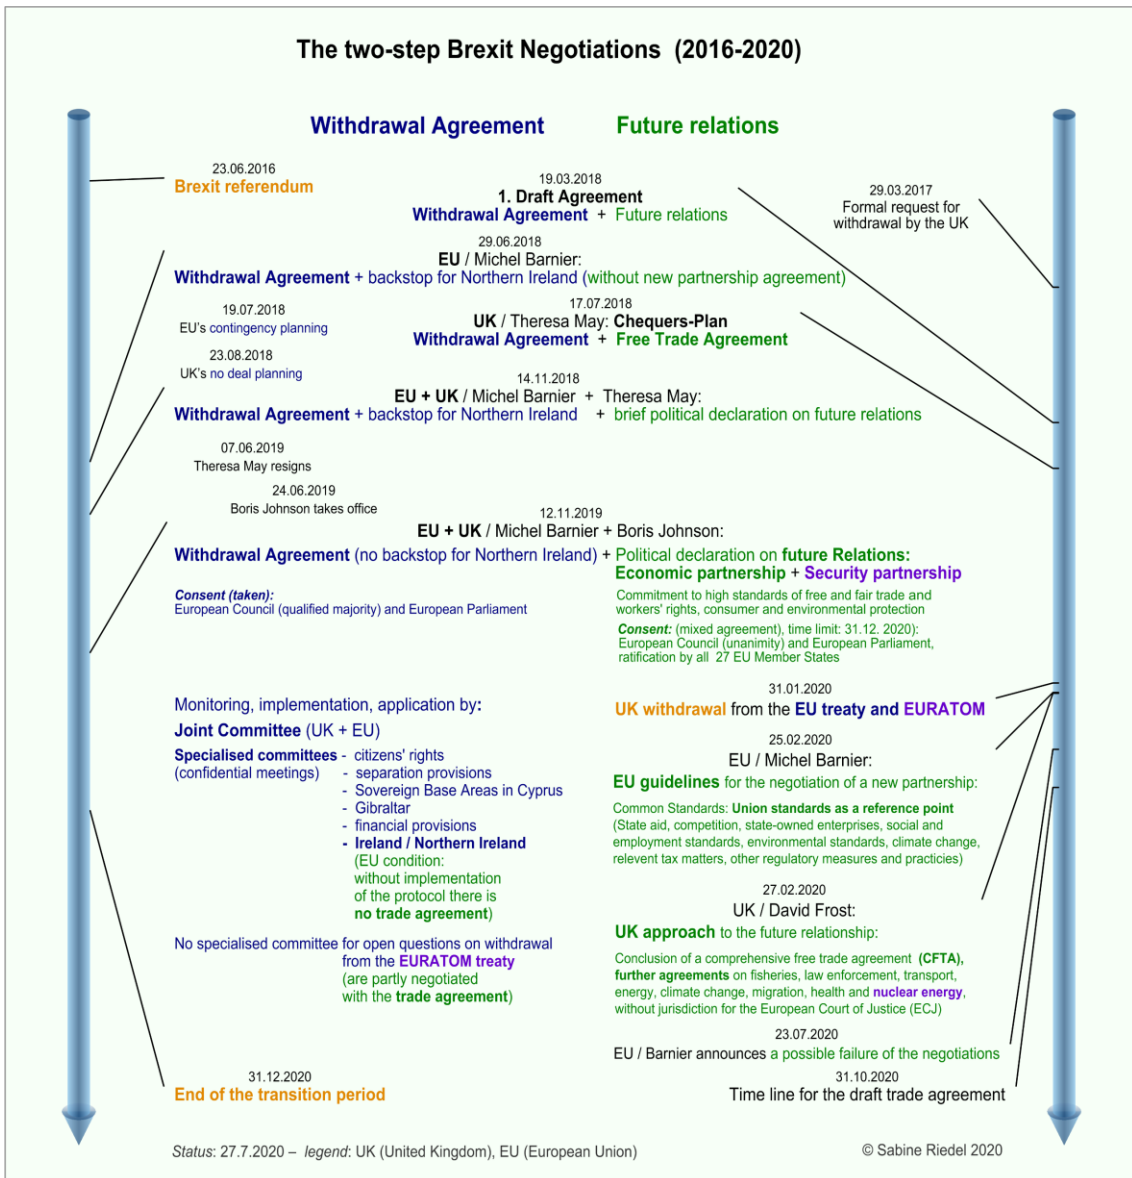 The two-step Brexit Negotiations (2016-2020)
Withdrawal Agreement
Future relations
23.06.2016
Brexit referendum
19.03.2018
1. Draft Agreement
Withdrawal Agreement + Future relations
29.03.2017
Formal request for
withdrawal by the UK
29.06.2018
EU / Michel Barnier:
Withdrawal Agreement + backstop for Northern Ireland (without new partnership agreement)
19.07.2018
EU's contingency planning
17.07.2018
UK / Theresa May: Chequers-Plan
Withdrawal Agreement + Free Trade Agreement
23.08.2018
UK's no deal planning
14.11.2018
EU + UK / Michel Barnier + Theresa May:
Withdrawal Agreement + backstop for Northern Ireland + brief political declaration on future relations
07.06.2019
Theresa May resigns
24.06.2019
Boris Johnson takes office
12.11.2019
EU + UK / Michel Barnier + Boris Johnson:
Withdrawal Agreement (no backstop for Northern Ireland) + Political declaration on future Relations:
Economic partnership + Security partnership
Consent (taken):
European Council (qualified majority) and European Parliament
Commitment to high standards of free and fair trade and
workers' rights, consumer and environmental protection
Consent: (mixed agreement), time limit: 31.12. 2020):
European Council (unanimity) and European Parliament,
ratification by all 27 EU Member States
31.01.2020
UK withdrawal from the EU treaty and EURATOM
Monitoring, implementation, application by:
Joint Committee (UK + EU)
Specialised committees - citizens' rights
(confidential meetings) - separation provisions
- Sovereign Base Areas in Cyprus
- Gibraltar
- financial provisions
- Ireland / Northern Ireland
(EU condition:
without implementation
of the protocol there is
no trade agreement)
No specialised committee for open questions on withdrawal
from the EURATOM treaty
(are partly negotiated
with the trade agreement)
25.02.2020
EU / Michel Barnier:
EU guidelines for the negotiation of a new partnership:
Common Standards: Union standards as a reference point
(State aid, competition, state-owned enterprises, social and
employment standards, environmental standards, climate change,
relevent tax matters, other regulatory measures and practicies)
27.02.2020
UK / David Frost:
UK approach to the future relationship:
Conclusion of a comprehensive free trade agreement (CFTA),
further agreements on fisheries, law enforcement, transport,
energy, climate change, migration, health and nuclear energy,
without jurisdiction for the European Court of Justice (ECJ)
23.07.2020
EU / Barnier announces a possible failure of the negotiations
31.12.2020
End of the transition period
31.10.2020
Time line for the draft trade agreement
Status: 27.7.2020 – legend: UK (United Kingdom), EU (European Union)
© Sabine Riedel 2020